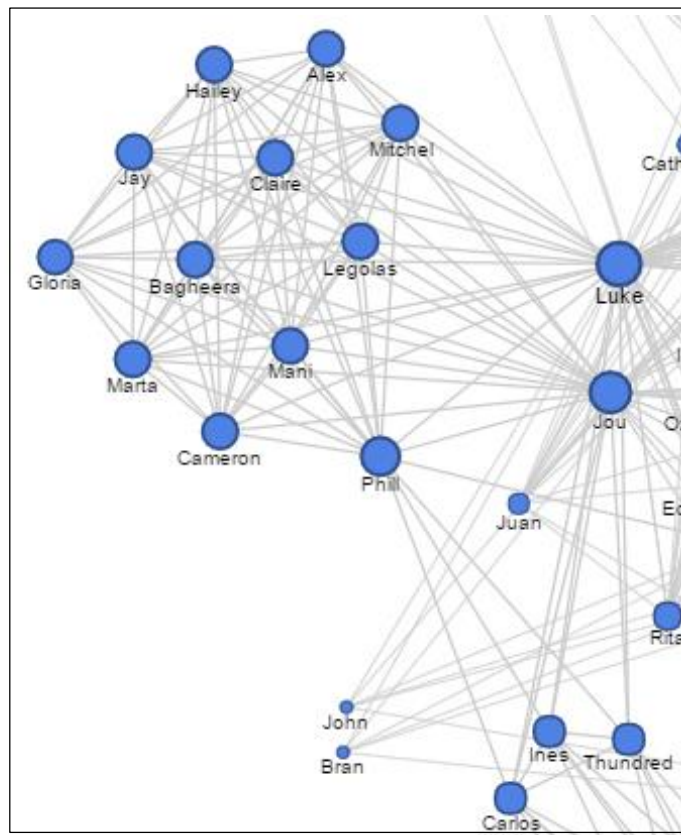 Alex
Hailey
Mitchel
Jay
Claire
Gloria
Bagheera
Legolas
Luke
Marta
Mani
Jou
Cameron
Phill
Juan
Rita
John
Bran
Ines
Thundred
Carlos